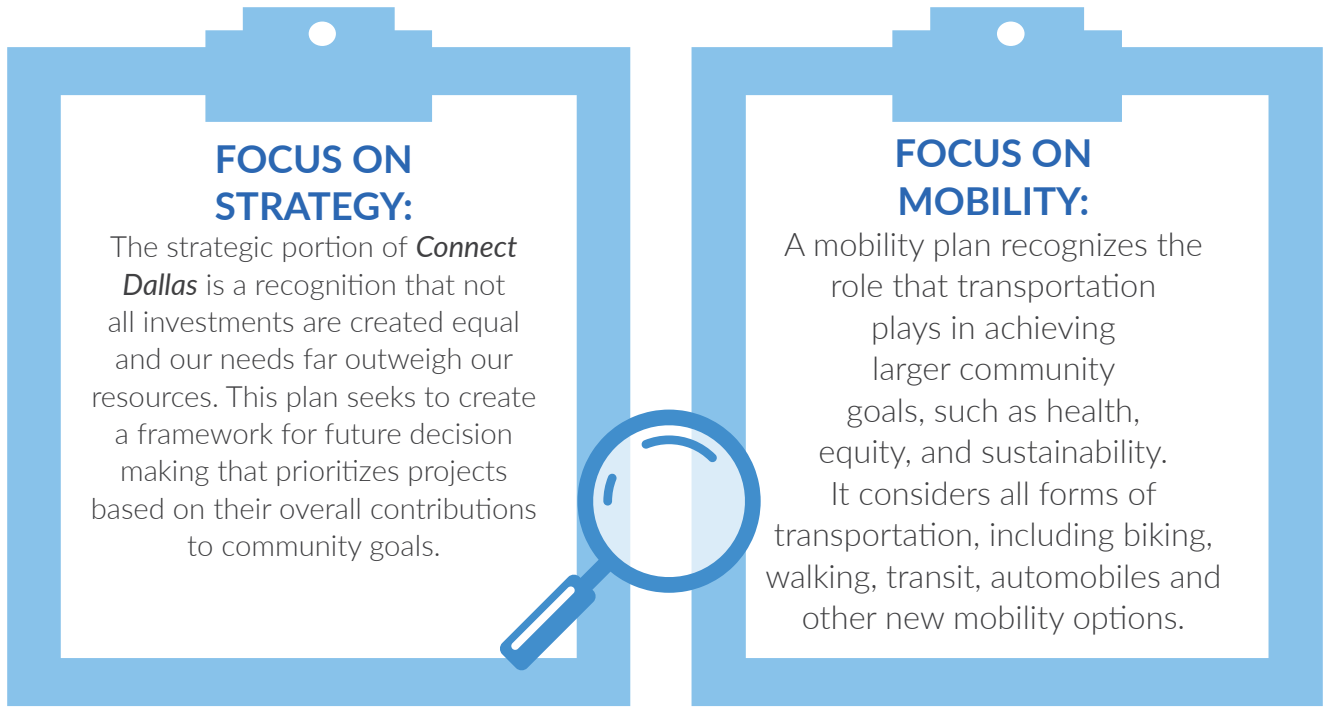 FOCUS ON
STRATEGY:
The strategic portion of Connect
Dallas is a recognition that not
all investments are created equal
and our needs far outweigh our
resources. This plan seeks to create
a framework for future decision
making that prioritizes projects
based on their overall contributions
to community goals.
FOCUS ON
MOBILITY:
A mobility plan recognizes the
role that transportation
plays in achieving
larger community
goals, such as health,
equity, and sustainability.
It considers all forms of
transportation, including biking,
walking, transit, automobiles and
other new mobility options.